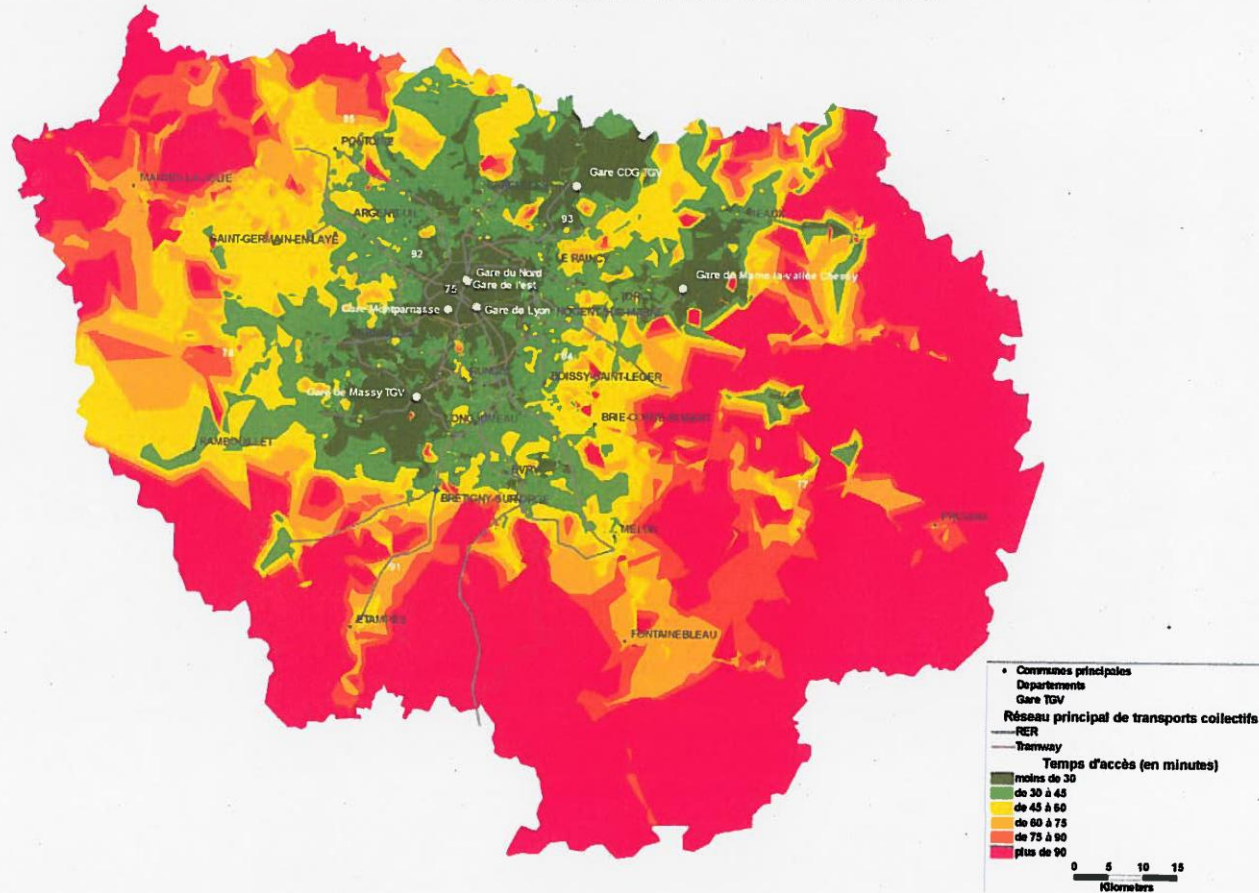 95
PONTOISE
Gare CDG TGV
ARGENTEUIL
93
MEAUX
SAINT-GERMAIN-EN-LAYE
92
LE RAINCY
Gare du Nord
Gare de l'est
75
Gare de Marne-la-vallée Chessy
Gare Montparnasse
Gare de Lyon
NOGENT-SUR-MARNE
78
94
BOISSY-SAINT-LEGER
Gare de Massy TGV
LONGJUMEAU
BRIE-COMTE-ROBERT
RAMBOUILLET
EVRY
77
BRETIGNY-SUR-ORGE
MELUN
91
ETAMPES
FONTAINEBLEAU
Communes principales
Departements
Gare TGV
Réseau principal de transports collectifs
RER
Tramway
Temps d'accès (en minutes)
moins de 30
de 30 à 45
de 45 à 60
de 60 à 75
de 75 à 90
plus de 90
0 5 10 15
Kilometers